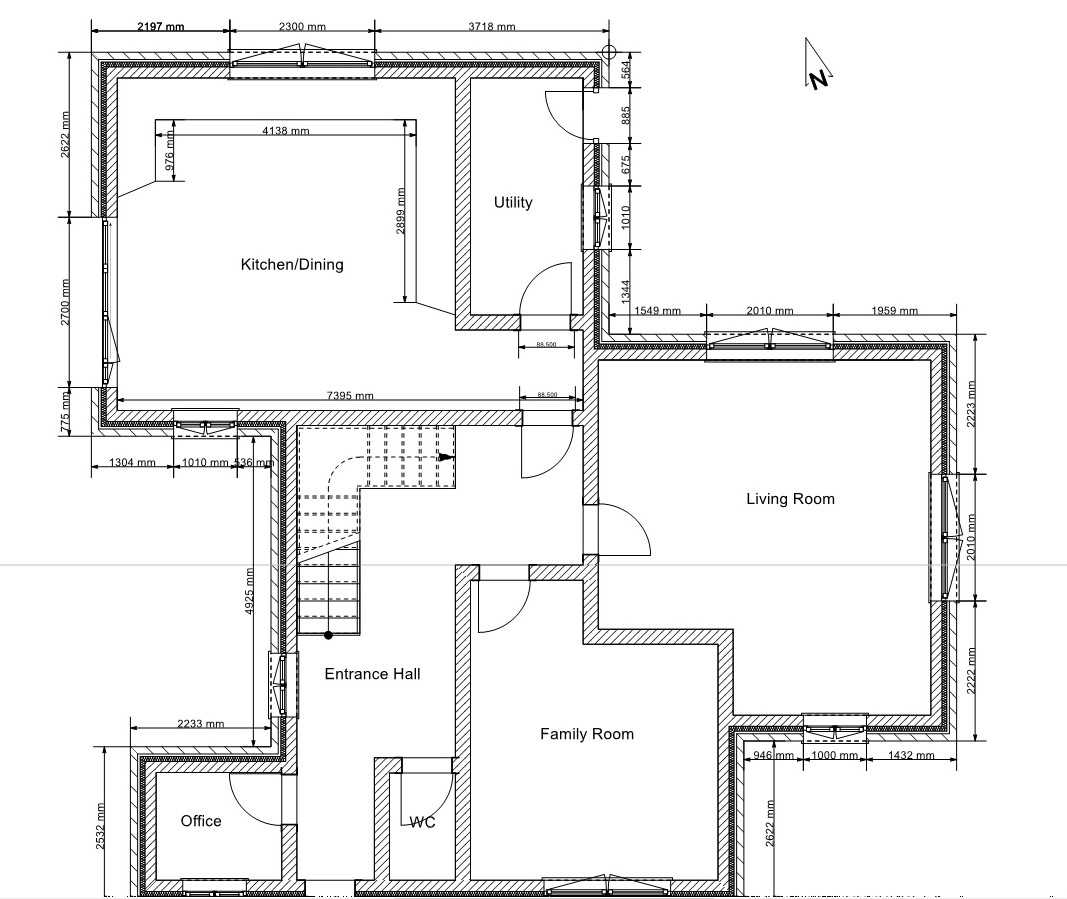 2197 mm
2300 mm
3718 mm
564
N
4138 mm
976 mm
885
2622 mm
675
2899 mm
Utility
1010
Kitchen/Dining
1344
2700 mm
1549 mm
2010 mm
1959 mm
88.500
2223 mm
7395 mm
88.500
775 mm
1304 mm
1010 mm
536 mm
Living Room
2010 mm
4925 mm
Entrance Hall
2222 mm
2233 mm
Family Room
946 mm
1000 mm
1432 mm
Office
WC
2532 mm
2622 mm